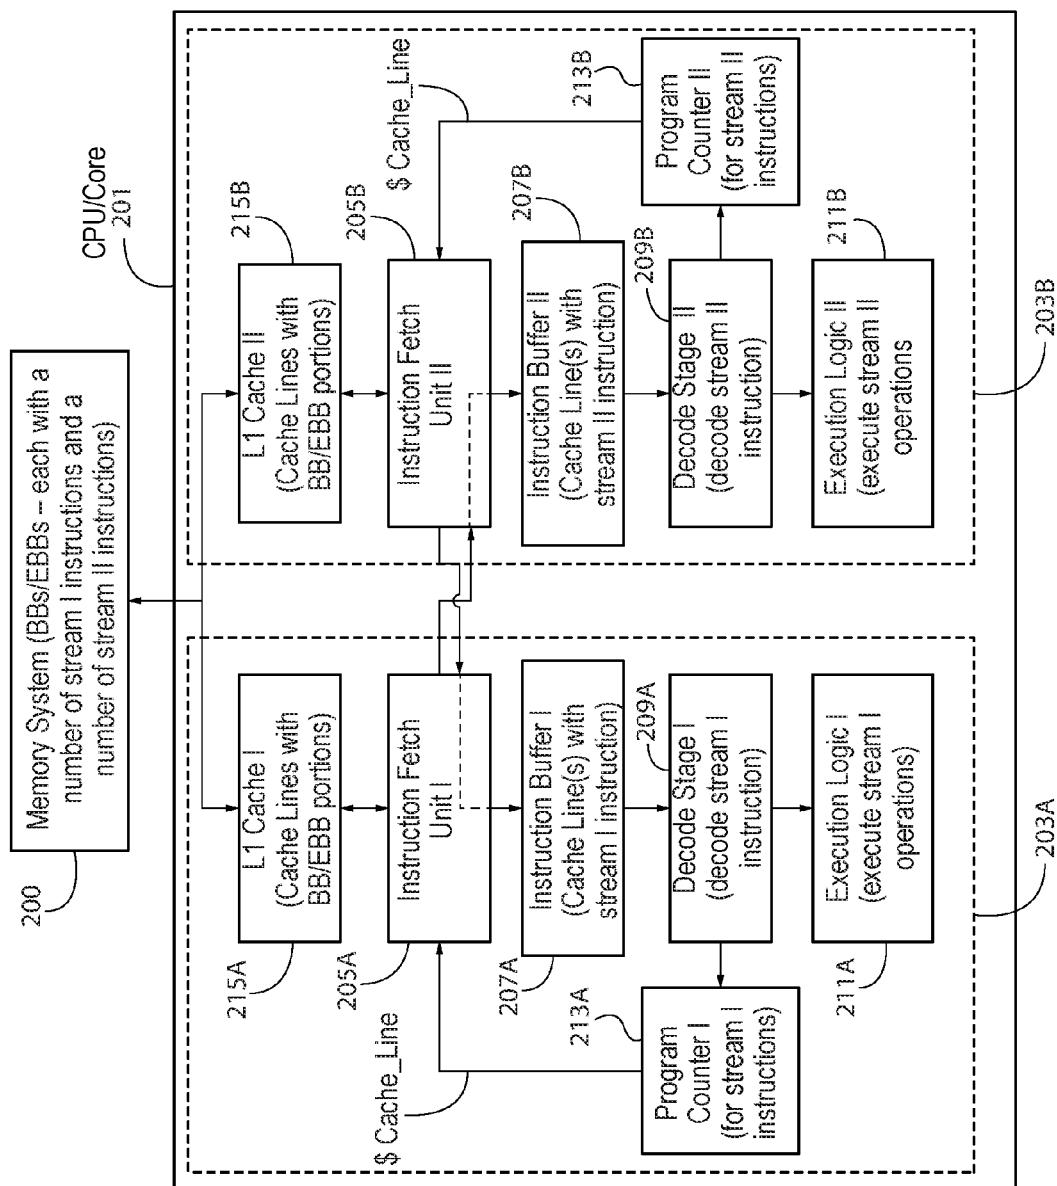 Memory System (BBs/EBBs – each with a
number of stream I instructions and a
number of stream II instructions)
200
CPU/Core
201
L1 Cache I
(Cache Lines with
BB/EBB portions)
215A
Instruction Fetch
Unit I
205A
Instruction Buffer I
(Cache Line(s) with
stream I instruction)
207A
Decode Stage I
(decode stream I
instruction)
209A
Execution Logic I
(execute stream I
operations)
211A
Program
Counter I
(for stream I
instructions)
213A
$ Cache_Line
203A
L1 Cache II
(Cache Lines with
BB/EBB portions)
215B
Instruction Fetch
Unit II
205B
Instruction Buffer II
(Cache Line(s) with
stream II instruction)
207B
Decode Stage II
(decode stream II
instruction)
209B
Execution Logic II
(execute stream II
operations
211B
Program
Counter II
(for stream II
instructions)
213B
$ Cache_Line
203B